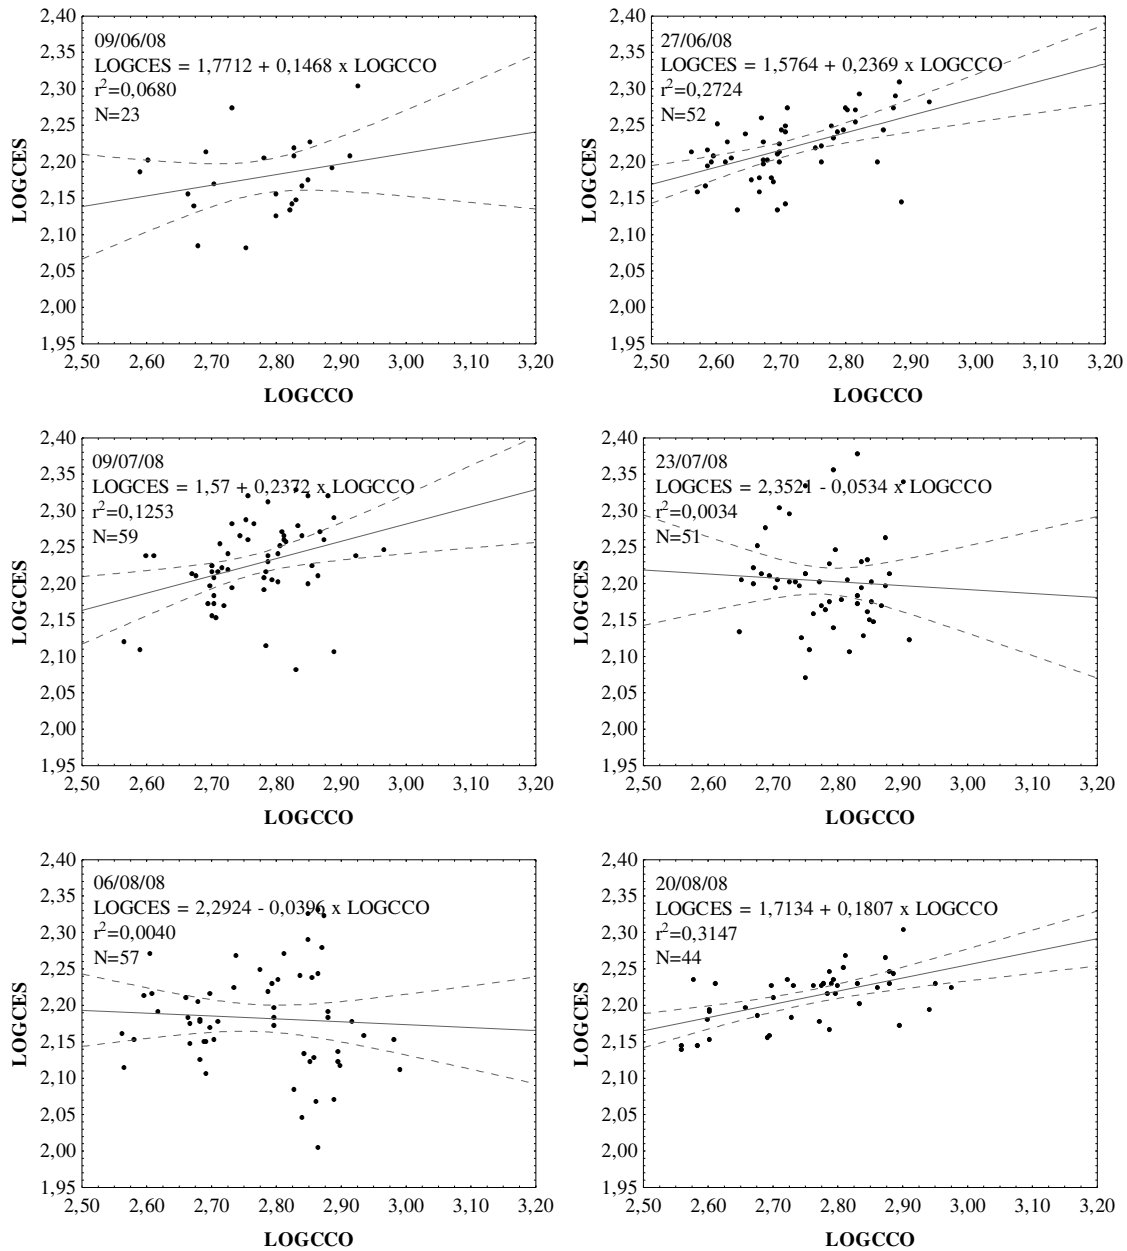 09/06/08
LOGCES = 1,7712 + 0,1468 x LOGCCO
r²=0,0680
N=23
2,40
2,35
2,30
2,25
2,20
2,15
2,10
2,05
2,00
1,95
LOGCES
2,50 2,60 2,70 2,80 2,90 3,00 3,10 3,20
LOGCCO
27/06/08
LOGCES = 1,5764 + 0,2369 x LOGCCO
r²=0,2724
N=52
2,40
2,35
2,30
2,25
2,20
2,15
2,10
2,05
2,00
1,95
LOGCES
2,50 2,60 2,70 2,80 2,90 3,00 3,10 3,20
LOGCCO
09/07/08
LOGCES = 1,57 + 0,2372 x LOGCCO
r²=0,1253
N=59
2,40
2,35
2,30
2,25
2,20
2,15
2,10
2,05
2,00
1,95
LOGCES
2,50 2,60 2,70 2,80 2,90 3,00 3,10 3,20
LOGCCO
23/07/08
LOGCES = 2,3521 - 0,0534 x LOGCCO
r²=0,0034
N=51
2,40
2,35
2,30
2,25
2,20
2,15
2,10
2,05
2,00
1,95
LOGCES
2,50 2,60 2,70 2,80 2,90 3,00 3,10 3,20
LOGCCO
06/08/08
LOGCES = 2,2924 - 0,0396 x LOGCCO
r²=0,0040
N=57
2,40
2,35
2,30
2,25
2,20
2,15
2,10
2,05
2,00
1,95
LOGCES
2,50 2,60 2,70 2,80 2,90 3,00 3,10 3,20
LOGCCO
20/08/08
LOGCES = 1,7134 + 0,1807 x LOGCCO
r²=0,3147
N=44
2,40
2,35
2,30
2,25
2,20
2,15
2,10
2,05
2,00
1,95
LOGCES
2,50 2,60 2,70 2,80 2,90 3,00 3,10 3,20
LOGCCO